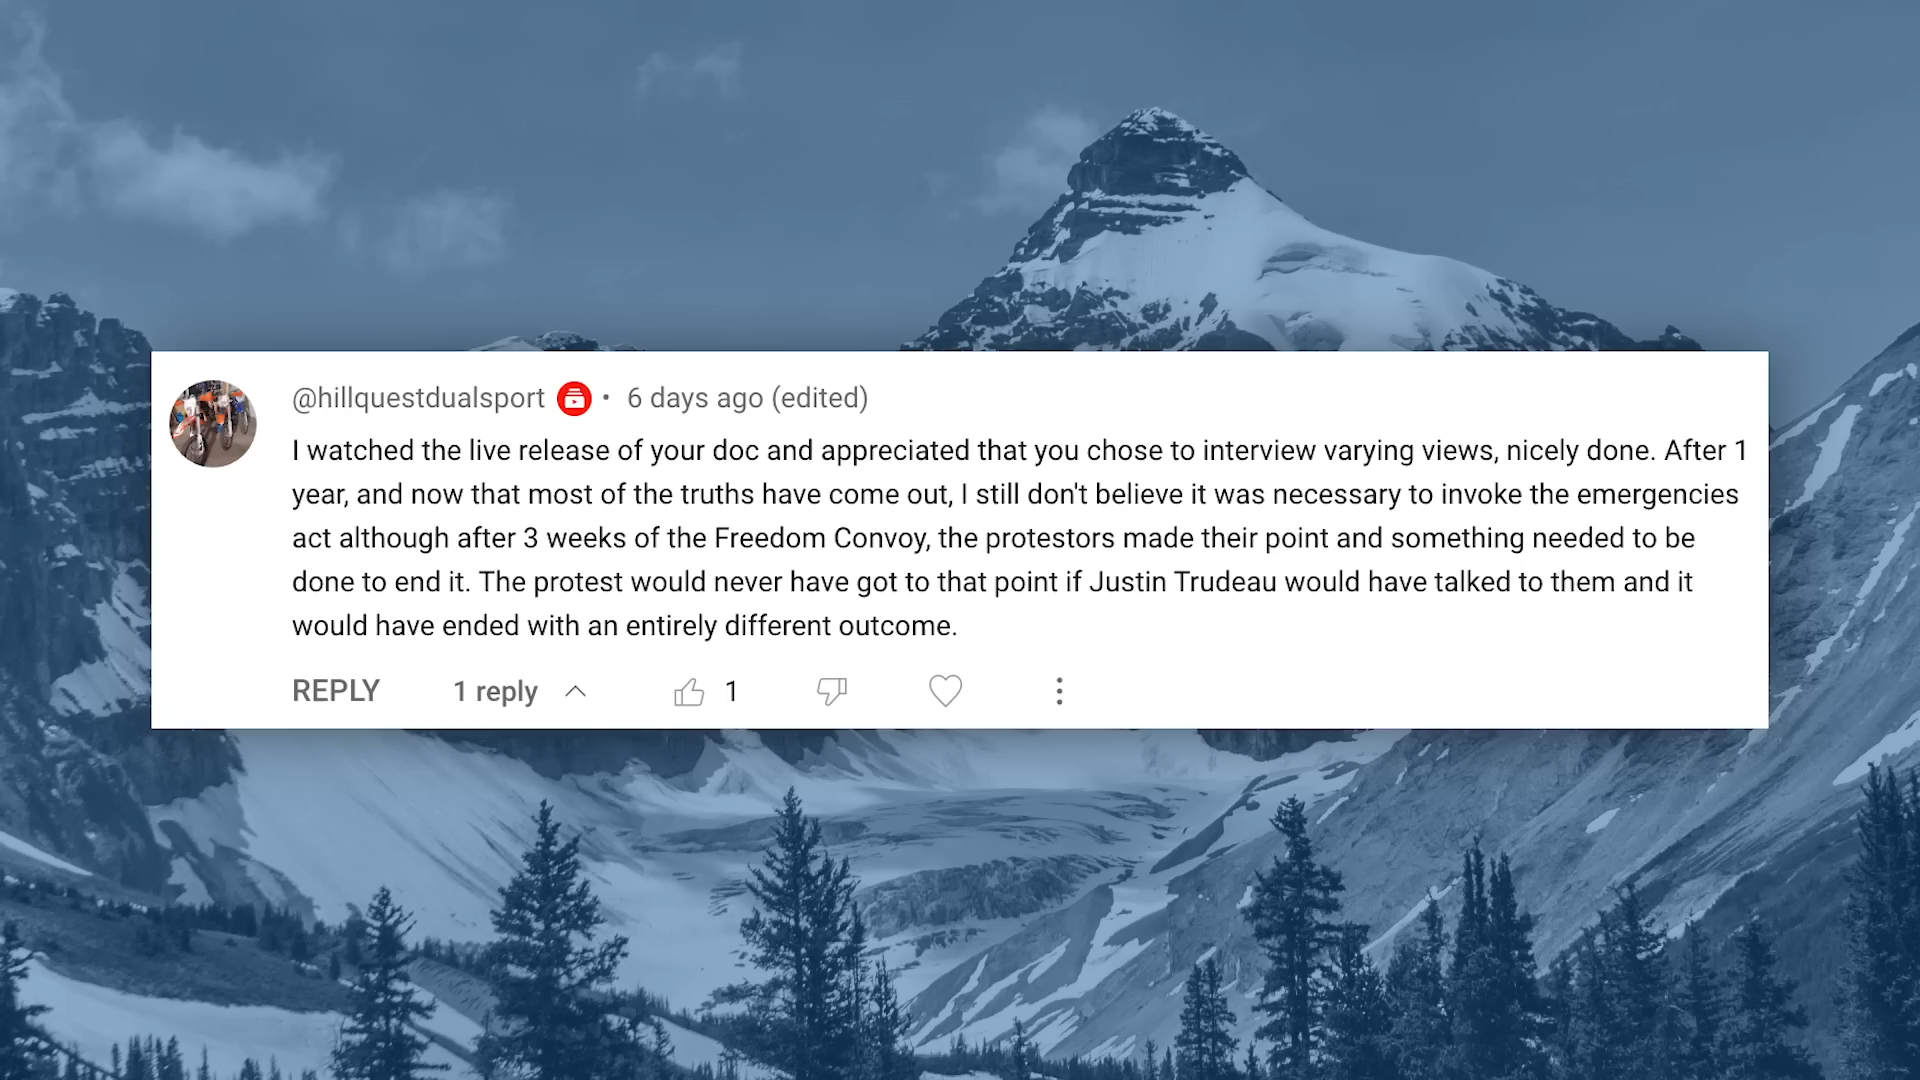 @hillquestdualsport • 6 days ago (edited)
I watched the live release of your doc and appreciated that you chose to interview varying views, nicely done. After 1
year, and now that most of the truths have come out, I still don't believe it was necessary to invoke the emergencies
act although after 3 weeks of the Freedom Convoy, the protestors made their point and something needed to be
done to end it. The protest would never have got to that point if Justin Trudeau would have talked to them and it
would have ended with an entirely different outcome.
REPLY 1 reply 1